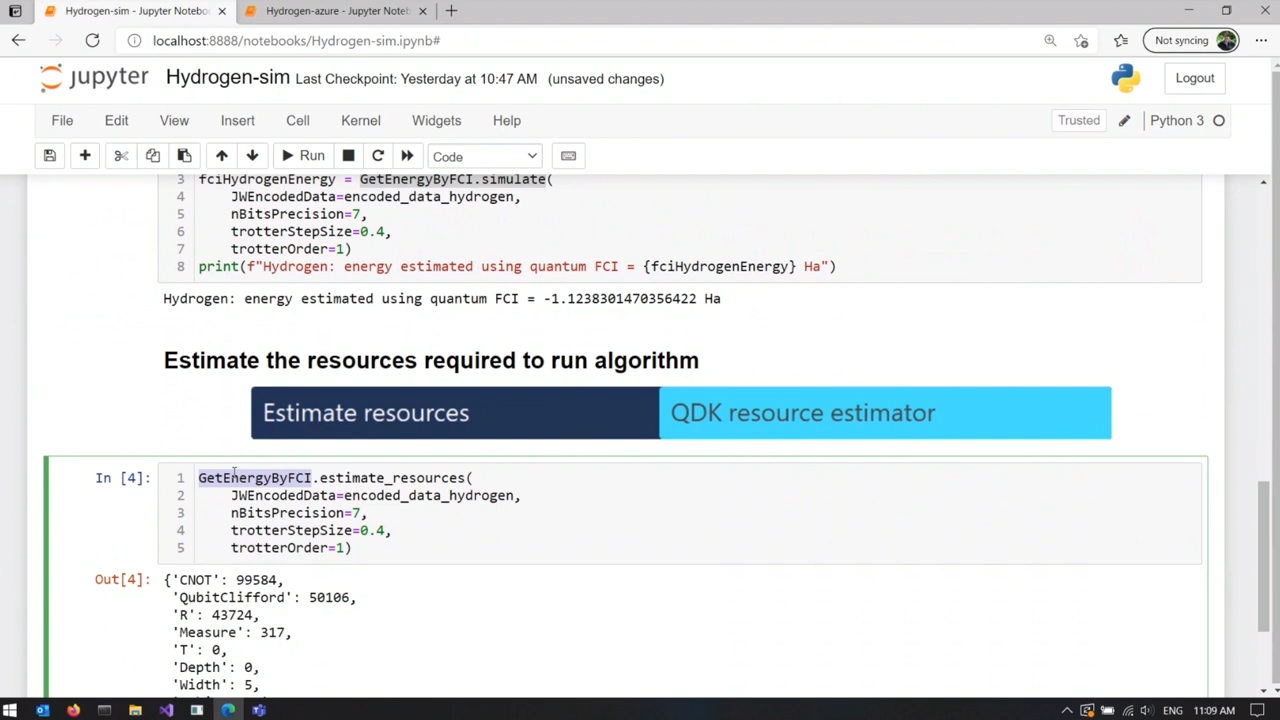 Hydrogen-sim - Jupyter Notebook
Hydrogen-azure - Jupyter Notebook
localhost:8888/notebooks/Hydrogen-sim.ipynb#
Not syncing
jupyter Hydrogen-sim Last Checkpoint: Yesterday at 10:47 AM (unsaved changes)
Logout
File Edit View Insert Cell Kernel Widgets Help
Trusted Python 3
Run Code
3 fciHydrogenEnergy = GetEnergyByFCI.simulate(
4 JWEncodedData=encoded_data_hydrogen,
5 nBitsPrecision=7,
6 trotterStepSize=0.4,
7 trotterOrder=1)
8 print(f"Hydrogen: energy estimated using quantum FCI = {fciHydrogenEnergy} Ha")
Hydrogen: energy estimated using quantum FCI = -1.1238301470356422 Ha
Estimate the resources required to run algorithm
Estimate resources QDK resource estimator
In [4]: 1 GetEnergyByFCI.estimate_resources(
2 JWEncodedData=encoded_data_hydrogen,
3 nBitsPrecision=7,
4 trotterStepSize=0.4,
5 trotterOrder=1)
Out[4]: {'CNOT': 99584,
'QubitClifford': 50106,
'R': 43724,
'Measure': 317,
'T': 0,
'Depth': 0,
'Width': 5,
ENG 11:09 AM